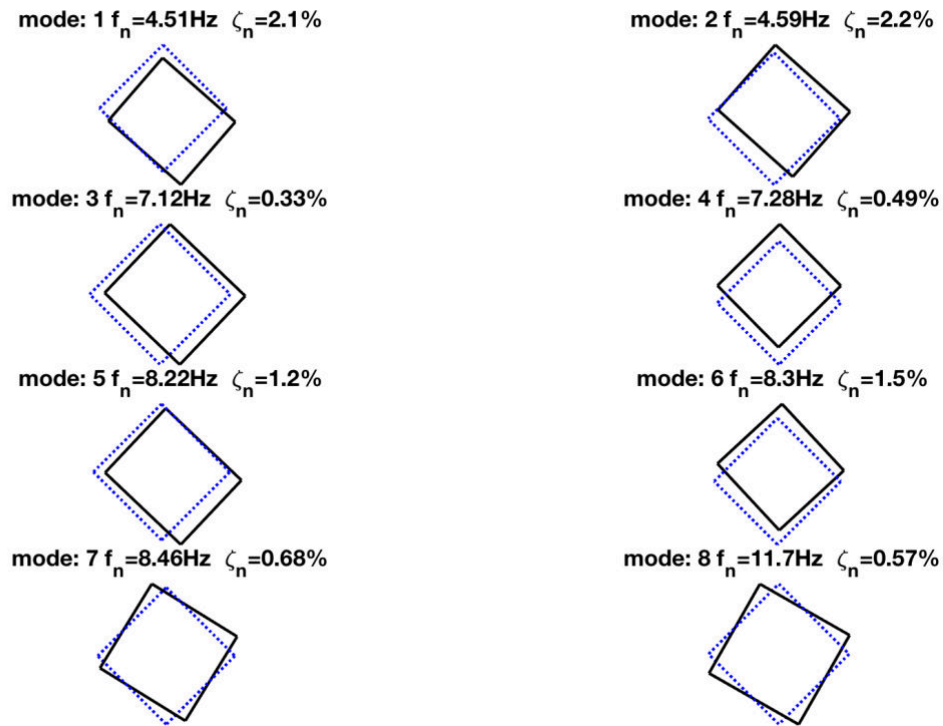 mode: 1 f_n=4.51Hz ζ_n=2.1%
mode: 2 f_n=4.59Hz ζ_n=2.2%
mode: 3 f_n=7.12Hz ζ_n=0.33%
mode: 4 f_n=7.28Hz ζ_n=0.49%
mode: 5 f_n=8.22Hz ζ_n=1.2%
mode: 6 f_n=8.3Hz ζ_n=1.5%
mode: 7 f_n=8.46Hz ζ_n=0.68%
mode: 8 f_n=11.7Hz ζ_n=0.57%